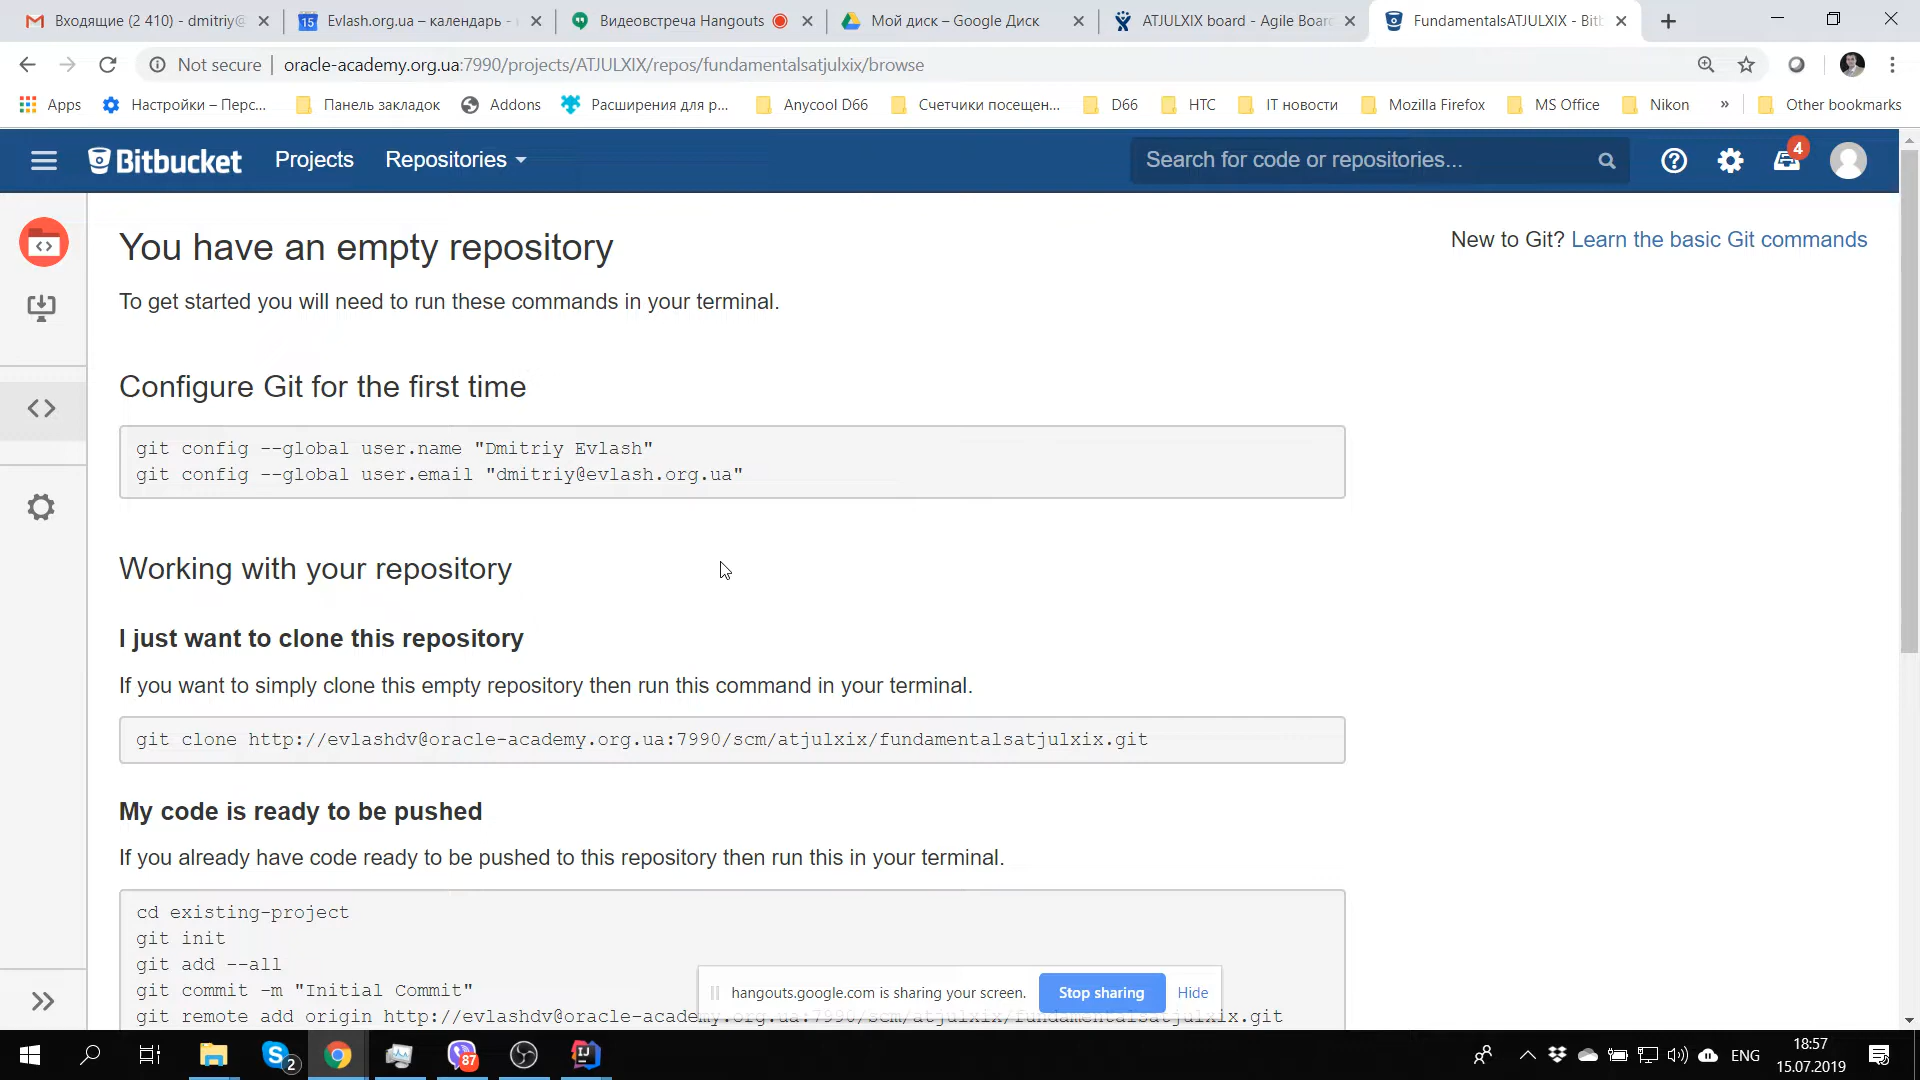 Входящие (2 410) - dmitriy@
Evlash.org.ua – календарь -
Видеовстреча Hangouts
Мой диск – Google Диск
ATJULXIX board - Agile Board
FundamentalsATJULXIX - Bitb
Not secure
oracle-academy.org.ua:7990/projects/ATJULXIX/repos/fundamentalsatjulxix/browse
Apps
Настройки – Перс...
Панель закладок
Addons
Расширения для р...
Anycool D66
Счетчики посещен...
D66
HTC
IT новости
Mozilla Firefox
MS Office
Nikon
»
Other bookmarks
Bitbucket
Projects
Repositories
Search for code or repositories...
4
You have an empty repository
New to Git? Learn the basic Git commands
To get started you will need to run these commands in your terminal.
Configure Git for the first time
git config --global user.name "Dmitriy Evlash"
git config --global user.email "dmitriy@evlash.org.ua"
Working with your repository
I just want to clone this repository
If you want to simply clone this empty repository then run this command in your terminal.
git clone http://evlashdv@oracle-academy.org.ua:7990/scm/atjulxix/fundamentalsatjulxix.git
My code is ready to be pushed
If you already have code ready to be pushed to this repository then run this in your terminal.
cd existing-project
git init
git add --all
git commit -m "Initial Commit"
git remote add origin http://evlashdv@oracle-academy.org.ua:7990/scm/atjulxix/fundamentalsatjulxix.git
hangouts.google.com is sharing your screen.
Stop sharing
Hide
2
87
ENG
18:57
15.07.2019